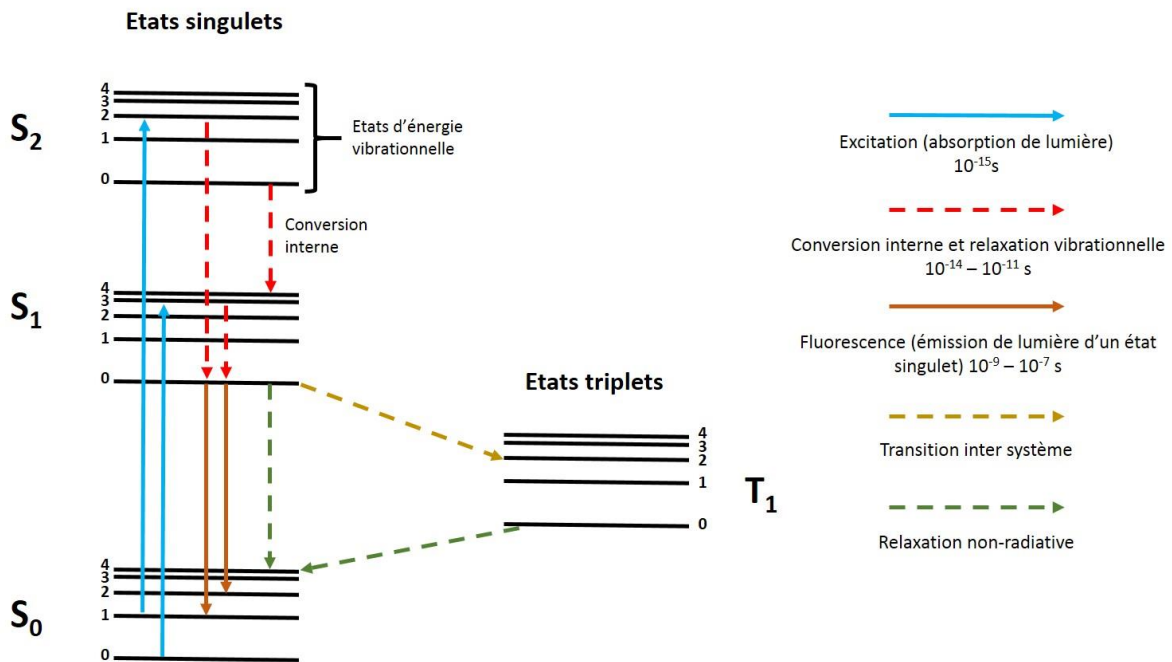 Etats singulets
S2
4
3
2
1
0
Etats d'énergie
vibrationnelle
Conversion
interne
S1
4
3
2
1
0
Etats triplets
4
3
2
1
0
T1
S0
4
3
2
1
0
Excitation (absorption de lumière)
10-15s
Conversion interne et relaxation vibrationnelle
10-14 – 10-11 s
Fluorescence (émission de lumière d'un état
singulet) 10-9 – 10-7 s
Transition inter système
Relaxation non-radiative